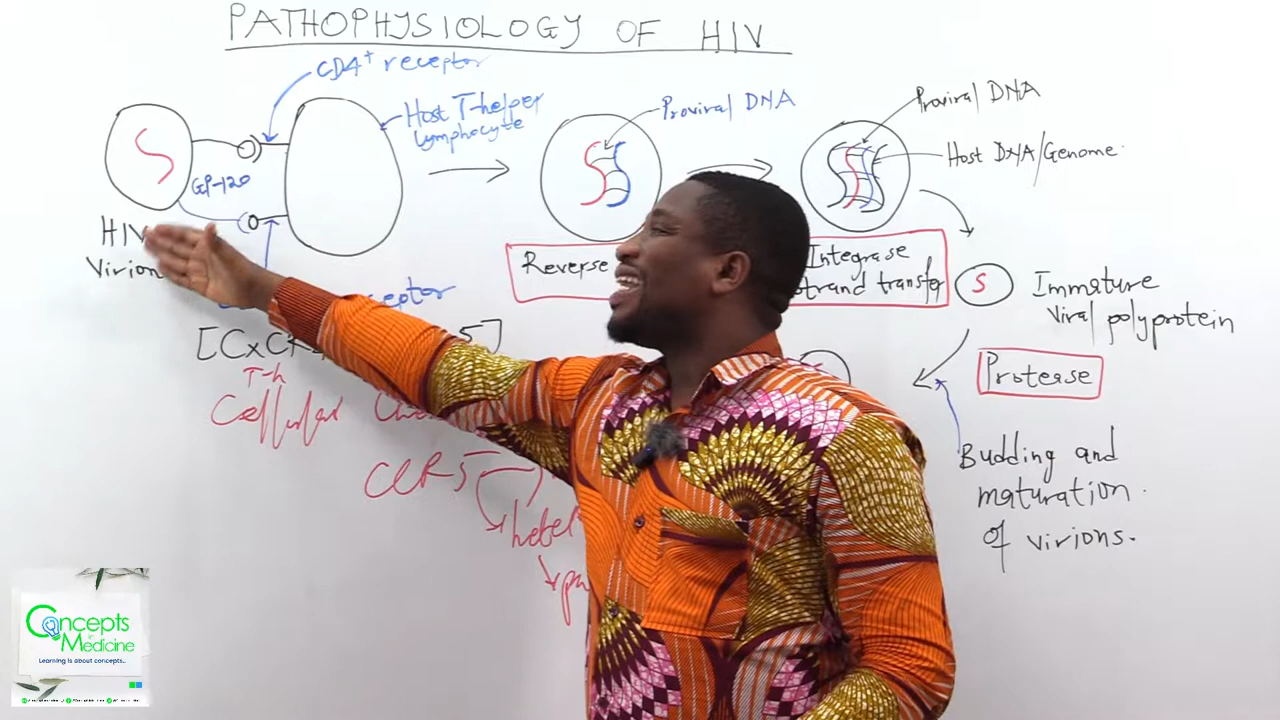 PATHOPHYSIOLOGY OF HIV
CD4+ receptor
Host T-helper
lymphocyte
GP-120
HIV
Virion
Proviral DNA
Reverse
Proviral DNA
Host DNA/Genome.
Integrase
strand transfer
S Immature
Viral polyprotein
Protease
Budding and
maturation
of virions.
Cellular
CCR5
Concepts
in
Medicine
Learning is about concepts..